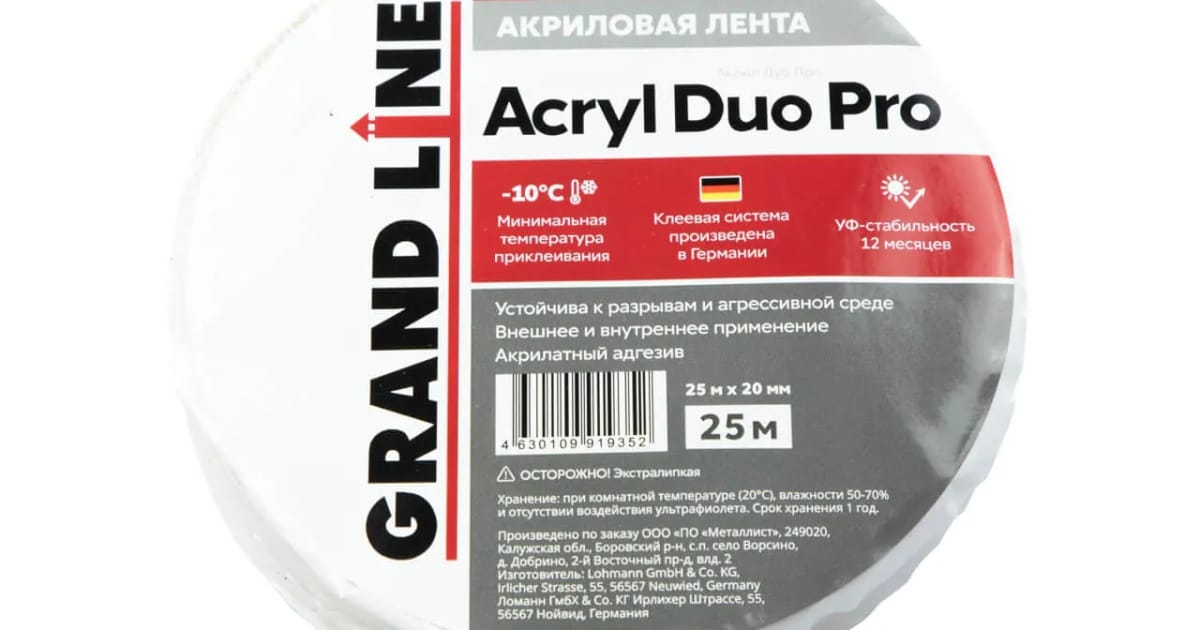 GRAND LINE
АКРИЛОВАЯ ЛЕНТА
Acryl Duo Pro
-10°C
Минимальная
температура
приклеивания
Клеевая система
произведена
в Германии
УФ-стабильность
12 месяцев
Устойчива к разрывам и агрессивной среде
Внешнее и внутреннее применение
Акрилатный адгезив
4 630109 919352
25 м x 20 мм
25 м
ОСТОРОЖНО! Экстралипкая
Хранение: при комнатной температуре (20°C), влажности 50-70%
и отсутствии воздействия ультрафиолета. Срок хранения 1 год.
Произведено по заказу ООО «ПО «Металлист», 249020,
Калужская обл., Боровский р-н, с.п. село Ворсино,
д. Добрино, 2-й Восточный пр-д, влд. 2
Изготовитель: Lohmann GmbH & Co. KG,
Irlicher Strasse, 55, 56567 Neuwied, Germany
Ломанн ГмбХ & Co. КГ Ирлихер Штрассе, 55,
56567 Нойвид, Германия